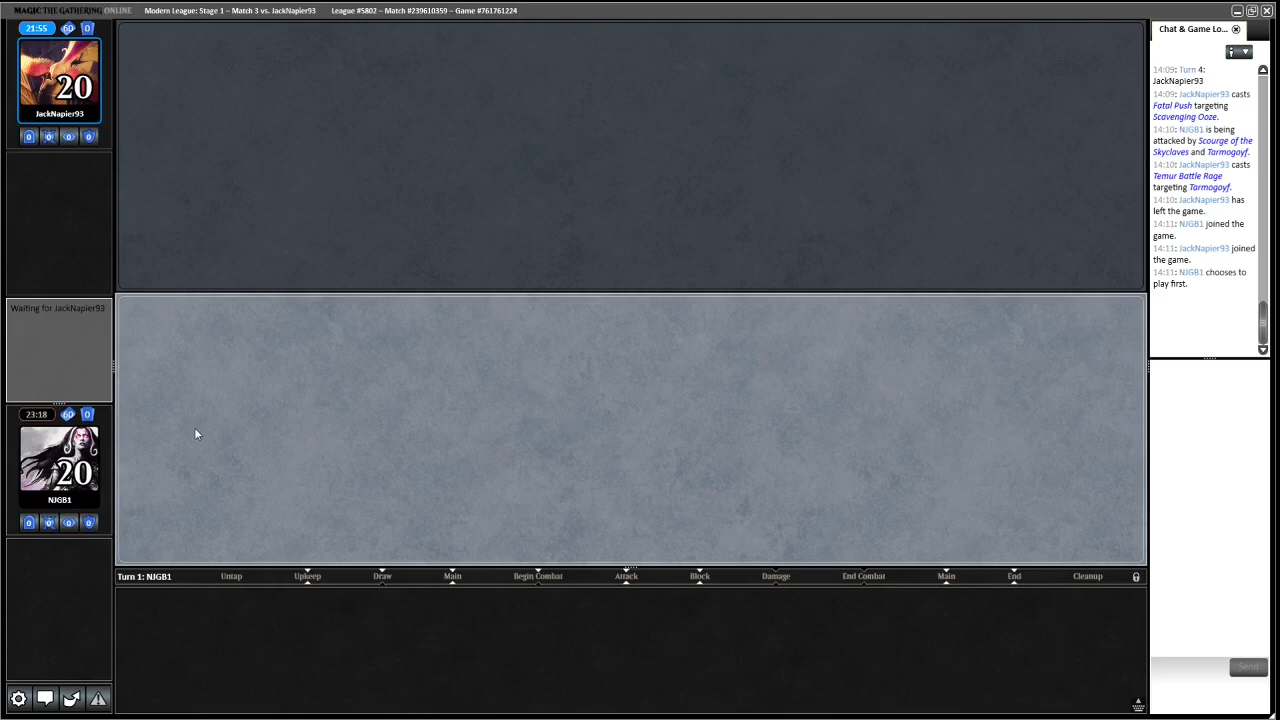 MAGIC THE GATHERING ONLINE
Modern League: Stage 1 – Match 3 vs. JackNapier93
League #5802 – Match #239610359 – Game #761761224
21:55
60
0
20
JackNapier93
0
0
0
0
Waiting for JackNapier93
23:18
60
0
20
NJGB1
0
0
0
0
Turn 1: NJGB1
Untap
Upkeep
Draw
Main
Begin Combat
Attack
Block
Damage
End Combat
Main
End
Cleanup
Chat & Game Lo...
14:09: Turn 4:
JackNapier93
14:09: JackNapier93 casts
Fatal Push targeting
Scavenging Ooze.
14:10: NJGB1 is being
attacked by Scourge of the
Skyclaves and Tarmogoyf.
14:10: JackNapier93 casts
Temur Battle Rage
targeting Tarmogoyf.
14:10: JackNapier93 has
left the game.
14:11: NJGB1 joined the
game.
14:11: JackNapier93 joined
the game.
14:11: NJGB1 chooses to
play first.
Send